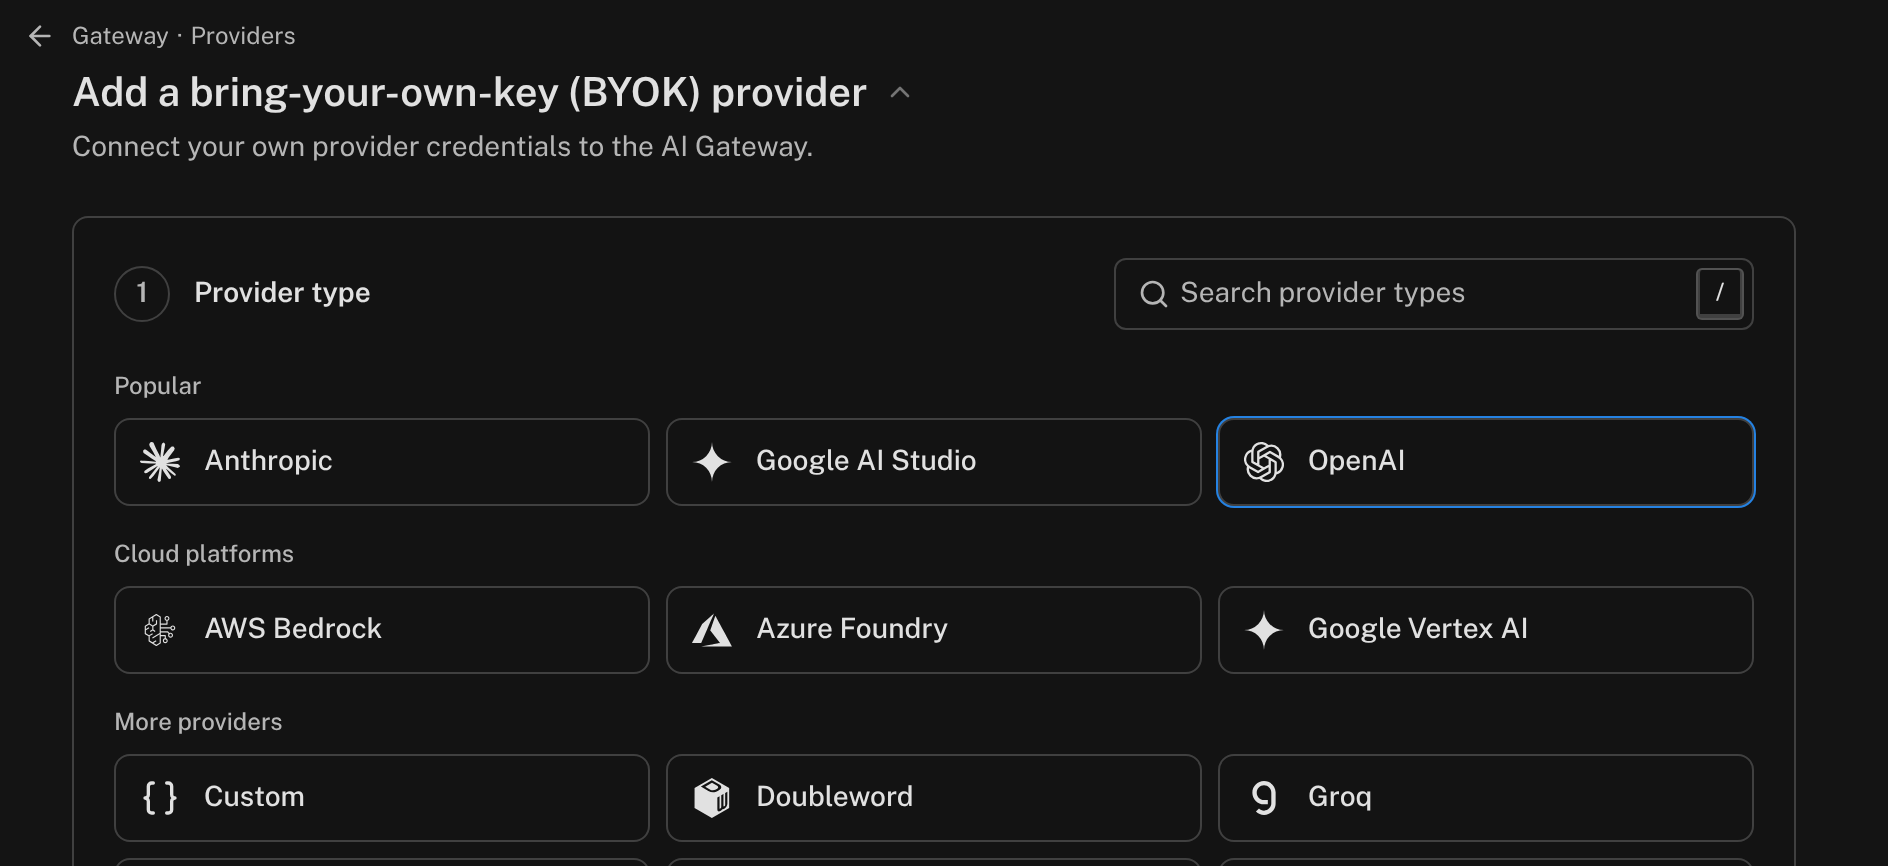 Gateway · Providers
Add a bring-your-own-key (BYOK) provider
Connect your own provider credentials to the AI Gateway.
1 Provider type
Search provider types /
Popular
Anthropic
Google AI Studio
OpenAI
Cloud platforms
AWS Bedrock
Azure Foundry
Google Vertex AI
More providers
{ } Custom
Doubleword
Groq